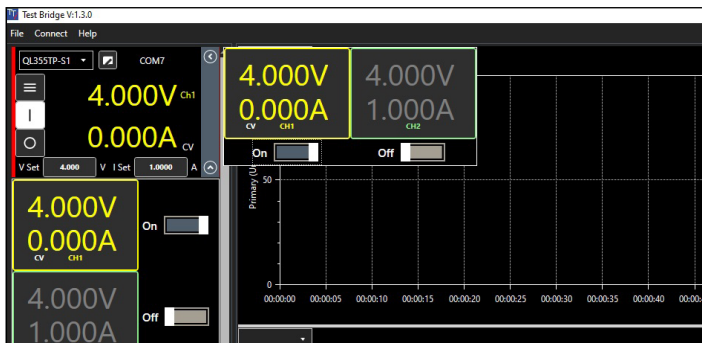 Test Bridge V:1.3.0
File Connect Help
QL355TP-S1 COM7
4.000V Ch1
0.000A CV
V Set 4.000 V I Set 1.0000 A
4.000V
0.000A
CV CH1
On
4.000V
1.000A
Off
4.000V
0.000A
CV CH1
On
4.000V
1.000A
CH2
Off
50
0
00:00:00 00:00:05 00:00:10 00:00:15 00:00:20 00:00:25 00:00:30 00:00:35 00:00:40